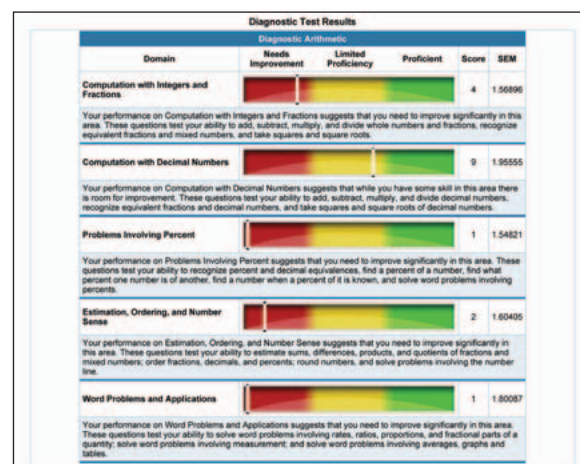 Diagnostic Test Results
Diagnostic Arithmetic
Domain Needs Improvement Limited Proficiency Proficient Score SEM
Computation with Integers and Fractions 4 1.56896
Your performance on Computation with Integers and Fractions suggests that you need to improve significantly in this
area. These questions test your ability to add, subtract, multiply, and divide whole numbers and fractions, recognize
equivalent fractions and mixed numbers, and take squares and square roots.
Computation with Decimal Numbers 9 1.95555
Your performance on Computation with Decimal Numbers suggests that while you have some skill in this area there
is room for improvement. These questions test your ability to add, subtract, multiply, and divide decimal numbers,
recognize equivalent fractions and decimal numbers, and take squares and square roots of decimal numbers.
Problems Involving Percent 1 1.54821
Your performance on Problems Involving Percent suggests that you need to improve significantly in this area. These
questions test your ability to recognize percent and decimal equivalences, find a percent of a number, find what
percent one number is of another, find a number when a percent of it is known, and solve word problems involving
percents.
Estimation, Ordering, and Number Sense 2 1.60405
Your performance on Estimation, Ordering, and Number Sense suggests that you need to improve significantly in
this area. These questions test your ability to estimate sums, differences, products, and quotients of fractions and
mixed numbers; order fractions, decimals, and percents; round numbers, and solve problems involving the number
line.
Word Problems and Applications 1 1.80087
Your performance on Word Problems and Applications suggests that you need to improve significantly in this area.
These questions test your ability to solve word problems involving rates, ratios, proportions, and fractional parts of a
quantity; solve word problems involving measurement; and solve word problems involving averages, graphs and
tables.